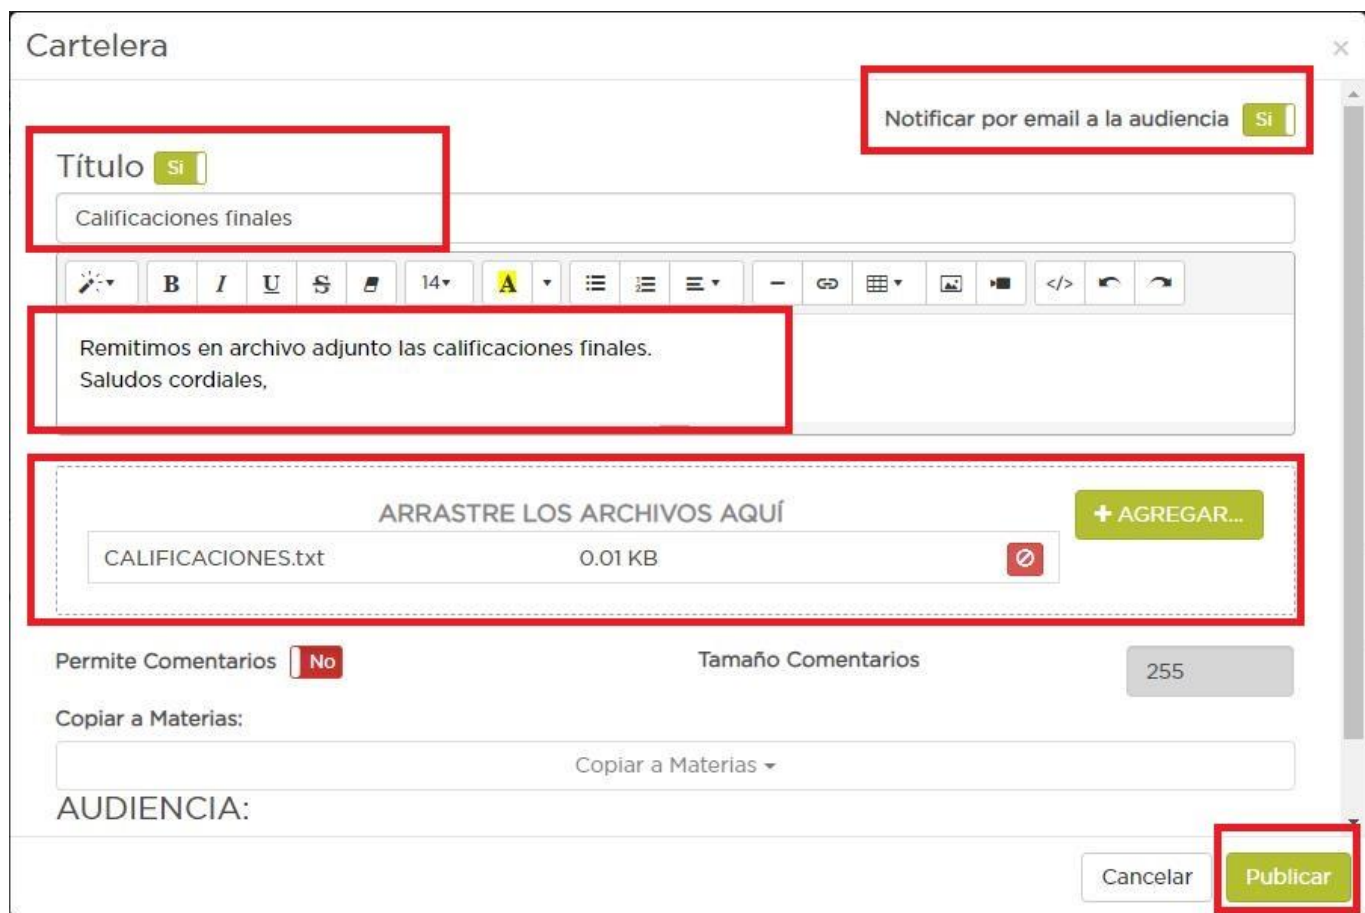 Cartelera
Notificar por email a la audiencia Si
Título Si
Calificaciones finales
B I U S 14 A </>
Remitimos en archivo adjunto las calificaciones finales.
Saludos cordiales,
ARRASTRE LOS ARCHIVOS AQUÍ
+ AGREGAR...
CALIFICACIONES.txt 0.01 KB
Permite Comentarios No Tamaño Comentarios 255
Copiar a Materias:
Copiar a Materias
AUDIENCIA:
Cancelar Publicar